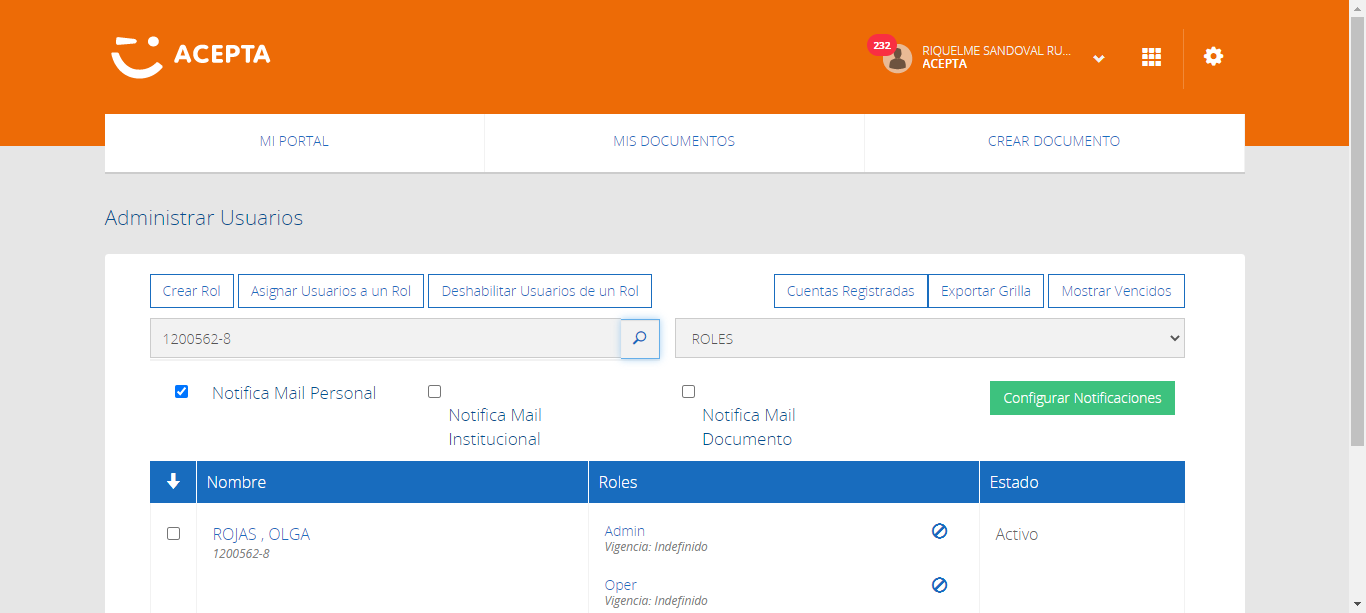 ACEPTA
232
RIQUELME SANDOVAL RU...
ACEPTA
MI PORTAL
MIS DOCUMENTOS
CREAR DOCUMENTO
Administrar Usuarios
Crear Rol
Asignar Usuarios a un Rol
Deshabilitar Usuarios de un Rol
Cuentas Registradas
Exportar Grilla
Mostrar Vencidos
1200562-8
ROLES
Notifica Mail Personal
Notifica Mail
Institucional
Notifica Mail
Documento
Configurar Notificaciones
Nombre
Roles
Estado
ROJAS , OLGA
1200562-8
Admin
Vigencia: Indefinido
Activo
Oper
Vigencia: Indefinido